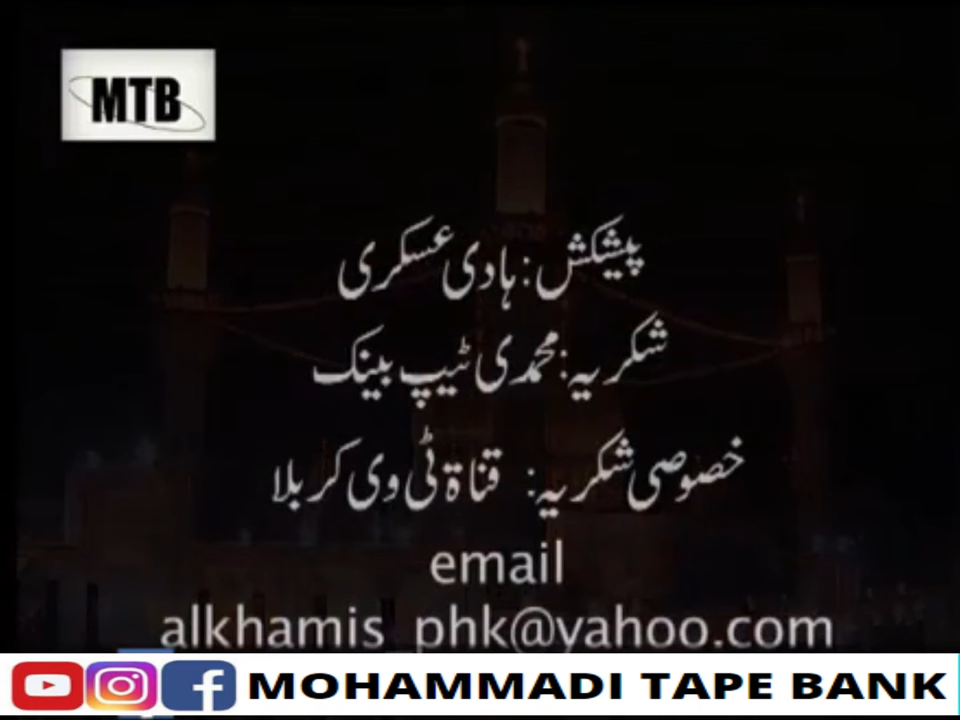 MTB
پیشکش: ہادی عسکری
شکریہ: محمدی ٹیپ بینک
خصوصی شکریہ: قناۃ ٹی وی کربلا
email
alkhamis_phk@yahoo.com
MOHAMMADI TAPE BANK